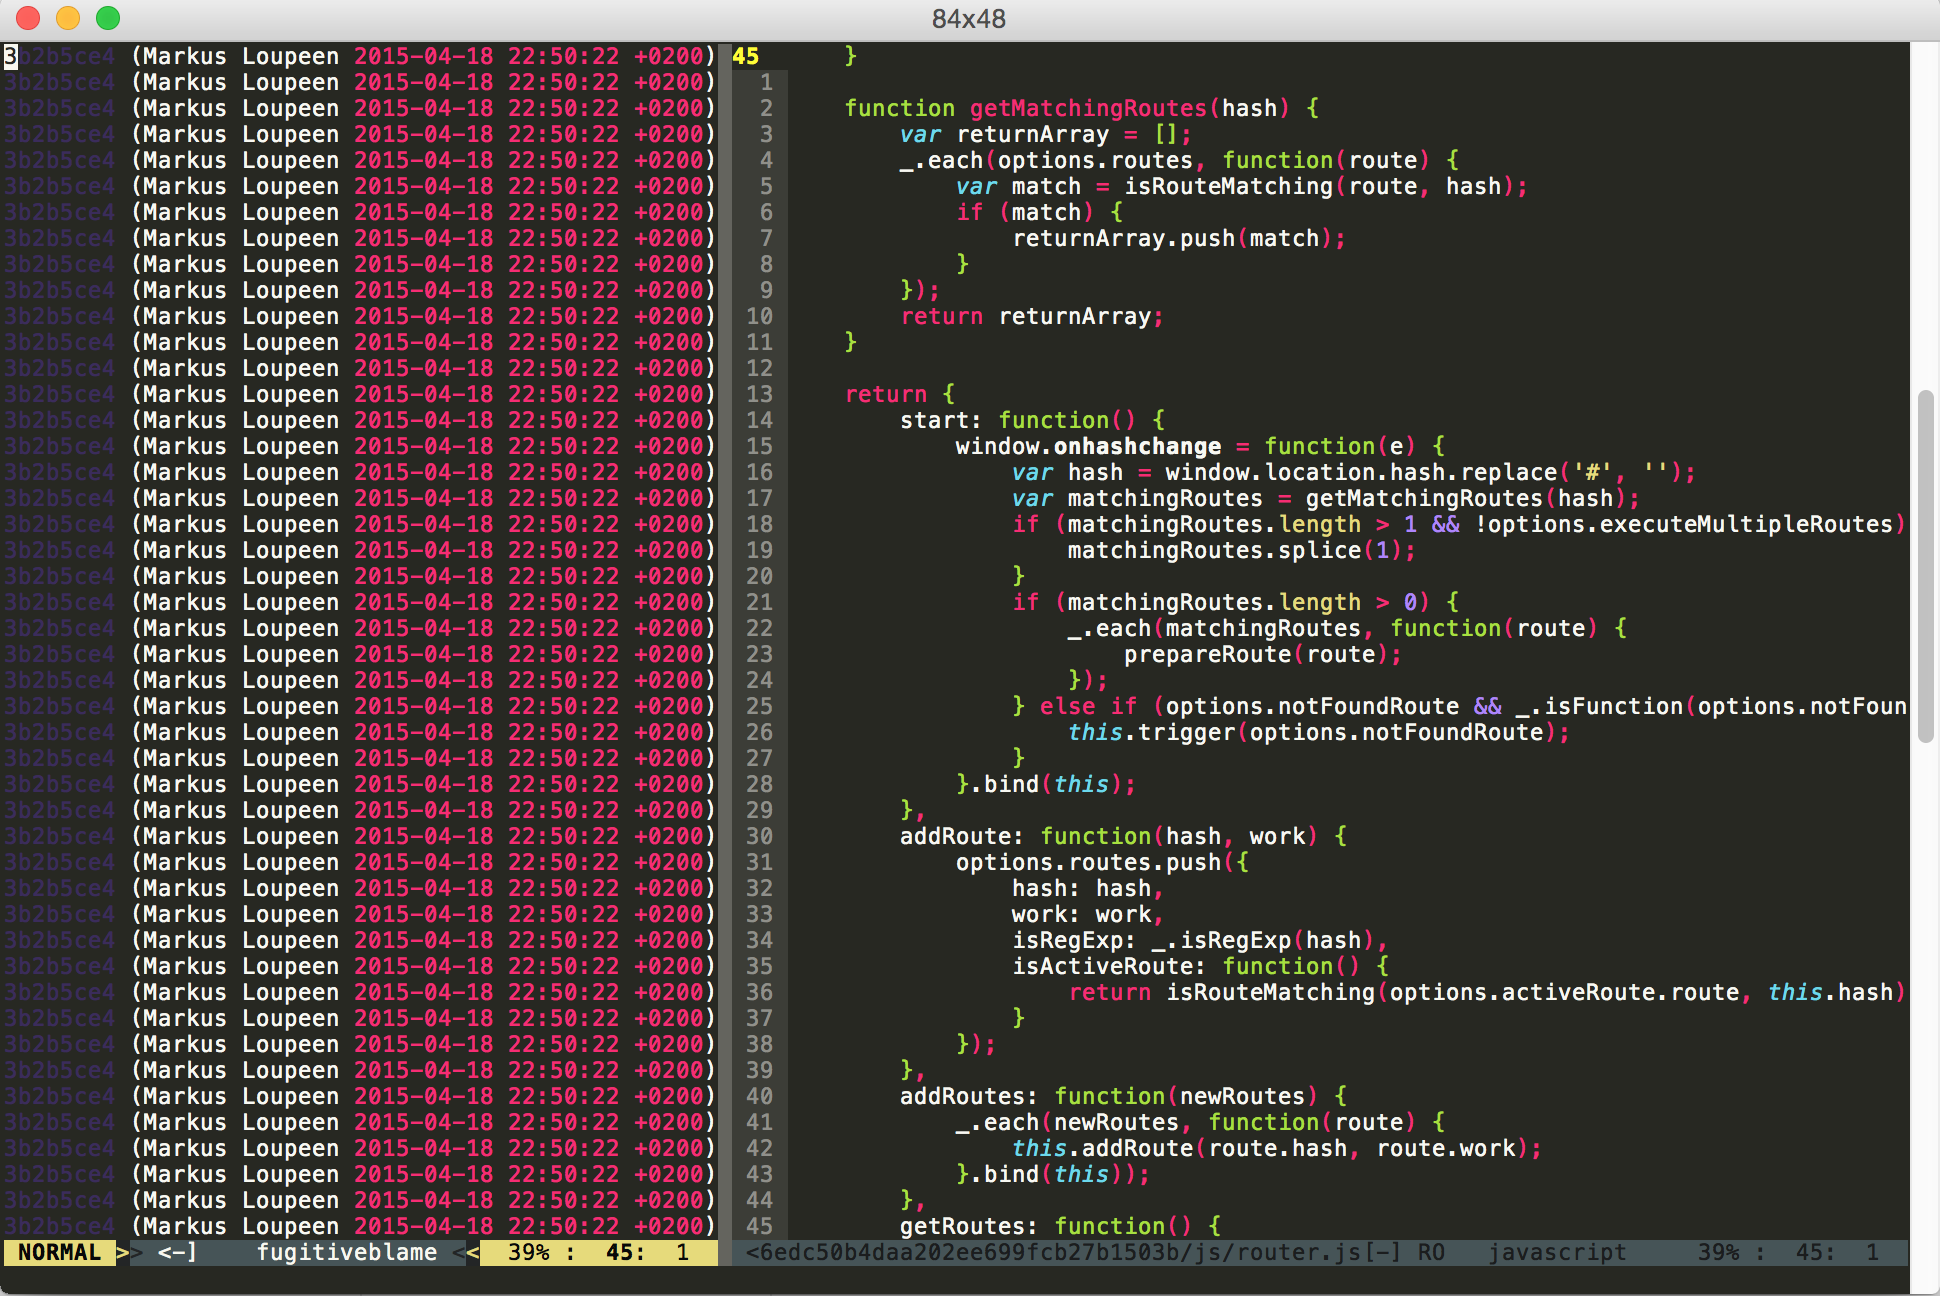 84x48
3b2b5ce4 (Markus Loupeen 2015-04-18 22:50:22 +0200) 45     }
3b2b5ce4 (Markus Loupeen 2015-04-18 22:50:22 +0200)  1
3b2b5ce4 (Markus Loupeen 2015-04-18 22:50:22 +0200)  2     function getMatchingRoutes(hash) {
3b2b5ce4 (Markus Loupeen 2015-04-18 22:50:22 +0200)  3         var returnArray = [];
3b2b5ce4 (Markus Loupeen 2015-04-18 22:50:22 +0200)  4         _.each(options.routes, function(route) {
3b2b5ce4 (Markus Loupeen 2015-04-18 22:50:22 +0200)  5             var match = isRouteMatching(route, hash);
3b2b5ce4 (Markus Loupeen 2015-04-18 22:50:22 +0200)  6             if (match) {
3b2b5ce4 (Markus Loupeen 2015-04-18 22:50:22 +0200)  7                 returnArray.push(match);
3b2b5ce4 (Markus Loupeen 2015-04-18 22:50:22 +0200)  8             }
3b2b5ce4 (Markus Loupeen 2015-04-18 22:50:22 +0200)  9         });
3b2b5ce4 (Markus Loupeen 2015-04-18 22:50:22 +0200) 10         return returnArray;
3b2b5ce4 (Markus Loupeen 2015-04-18 22:50:22 +0200) 11     }
3b2b5ce4 (Markus Loupeen 2015-04-18 22:50:22 +0200) 12
3b2b5ce4 (Markus Loupeen 2015-04-18 22:50:22 +0200) 13     return {
3b2b5ce4 (Markus Loupeen 2015-04-18 22:50:22 +0200) 14         start: function() {
3b2b5ce4 (Markus Loupeen 2015-04-18 22:50:22 +0200) 15             window.onhashchange = function(e) {
3b2b5ce4 (Markus Loupeen 2015-04-18 22:50:22 +0200) 16                 var hash = window.location.hash.replace('#', '');
3b2b5ce4 (Markus Loupeen 2015-04-18 22:50:22 +0200) 17                 var matchingRoutes = getMatchingRoutes(hash);
3b2b5ce4 (Markus Loupeen 2015-04-18 22:50:22 +0200) 18                 if (matchingRoutes.length > 1 && !options.executeMultipleRoutes)
3b2b5ce4 (Markus Loupeen 2015-04-18 22:50:22 +0200) 19                     matchingRoutes.splice(1);
3b2b5ce4 (Markus Loupeen 2015-04-18 22:50:22 +0200) 20                 }
3b2b5ce4 (Markus Loupeen 2015-04-18 22:50:22 +0200) 21                 if (matchingRoutes.length > 0) {
3b2b5ce4 (Markus Loupeen 2015-04-18 22:50:22 +0200) 22                     _.each(matchingRoutes, function(route) {
3b2b5ce4 (Markus Loupeen 2015-04-18 22:50:22 +0200) 23                         prepareRoute(route);
3b2b5ce4 (Markus Loupeen 2015-04-18 22:50:22 +0200) 24                     });
3b2b5ce4 (Markus Loupeen 2015-04-18 22:50:22 +0200) 25                 } else if (options.notFoundRoute && _.isFunction(options.notFoun
3b2b5ce4 (Markus Loupeen 2015-04-18 22:50:22 +0200) 26                     this.trigger(options.notFoundRoute);
3b2b5ce4 (Markus Loupeen 2015-04-18 22:50:22 +0200) 27                 }
3b2b5ce4 (Markus Loupeen 2015-04-18 22:50:22 +0200) 28             }.bind(this);
3b2b5ce4 (Markus Loupeen 2015-04-18 22:50:22 +0200) 29         },
3b2b5ce4 (Markus Loupeen 2015-04-18 22:50:22 +0200) 30         addRoute: function(hash, work) {
3b2b5ce4 (Markus Loupeen 2015-04-18 22:50:22 +0200) 31             options.routes.push({
3b2b5ce4 (Markus Loupeen 2015-04-18 22:50:22 +0200) 32                 hash: hash,
3b2b5ce4 (Markus Loupeen 2015-04-18 22:50:22 +0200) 33                 work: work,
3b2b5ce4 (Markus Loupeen 2015-04-18 22:50:22 +0200) 34                 isRegExp: _.isRegExp(hash),
3b2b5ce4 (Markus Loupeen 2015-04-18 22:50:22 +0200) 35                 isActiveRoute: function() {
3b2b5ce4 (Markus Loupeen 2015-04-18 22:50:22 +0200) 36                     return isRouteMatching(options.activeRoute.route, this.hash)
3b2b5ce4 (Markus Loupeen 2015-04-18 22:50:22 +0200) 37                 }
3b2b5ce4 (Markus Loupeen 2015-04-18 22:50:22 +0200) 38             });
3b2b5ce4 (Markus Loupeen 2015-04-18 22:50:22 +0200) 39         },
3b2b5ce4 (Markus Loupeen 2015-04-18 22:50:22 +0200) 40         addRoutes: function(newRoutes) {
3b2b5ce4 (Markus Loupeen 2015-04-18 22:50:22 +0200) 41             _.each(newRoutes, function(route) {
3b2b5ce4 (Markus Loupeen 2015-04-18 22:50:22 +0200) 42                 this.addRoute(route.hash, route.work);
3b2b5ce4 (Markus Loupeen 2015-04-18 22:50:22 +0200) 43             }.bind(this));
3b2b5ce4 (Markus Loupeen 2015-04-18 22:50:22 +0200) 44         },
3b2b5ce4 (Markus Loupeen 2015-04-18 22:50:22 +0200) 45         getRoutes: function() {
NORMAL >> <-]    fugitiveblame <<  39% :  45:  1   <6edc50b4daa202ee699fcb27b1503b/js/router.js[-] RO   javascript     39% :  45:  1